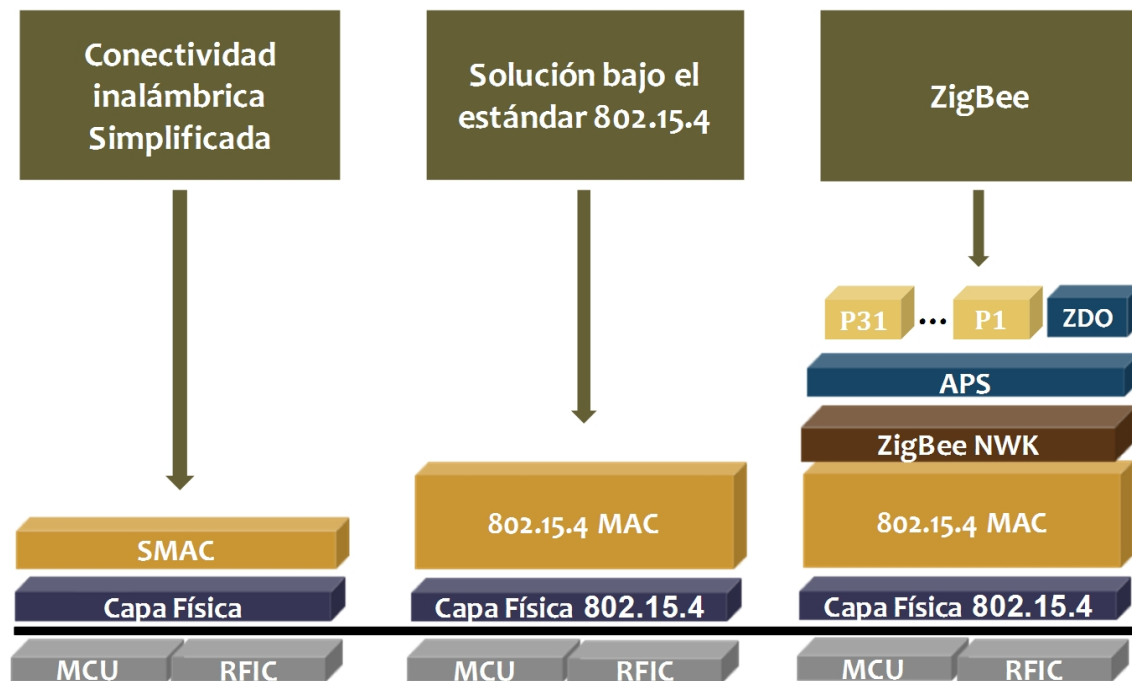 Conectividad
inalámbrica
Simplificada
Solución bajo el
estándar 802.15.4
ZigBee
P31 ... P1 ZDO
APS
ZigBee NWK
SMAC
802.15.4 MAC
802.15.4 MAC
Capa Física
Capa Física 802.15.4
Capa Física 802.15.4
MCU RFIC
MCU RFIC
MCU RFIC